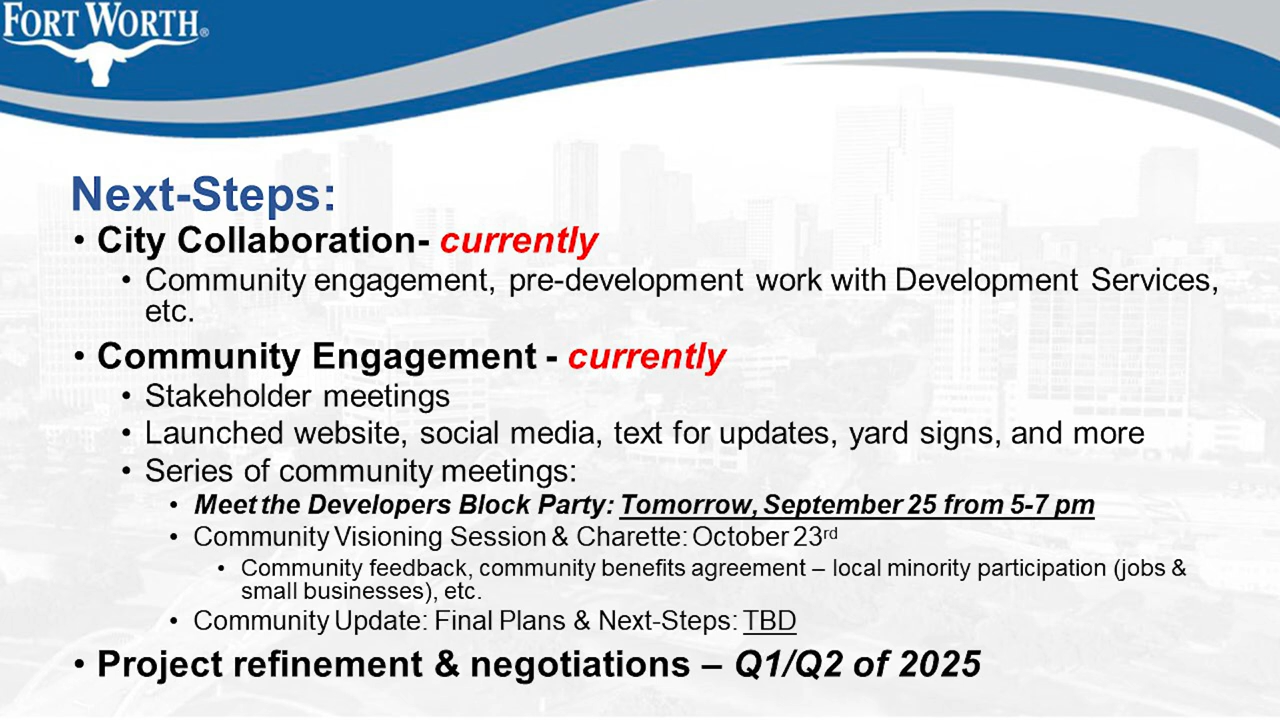 FORT WORTH®
Next-Steps:
• City Collaboration- currently
• Community engagement, pre-development work with Development Services,
etc.
• Community Engagement - currently
• Stakeholder meetings
• Launched website, social media, text for updates, yard signs, and more
• Series of community meetings:
• Meet the Developers Block Party: Tomorrow, September 25 from 5-7 pm
• Community Visioning Session & Charette: October 23rd
• Community feedback, community benefits agreement – local minority participation (jobs &
small businesses), etc.
• Community Update: Final Plans & Next-Steps: TBD
• Project refinement & negotiations – Q1/Q2 of 2025